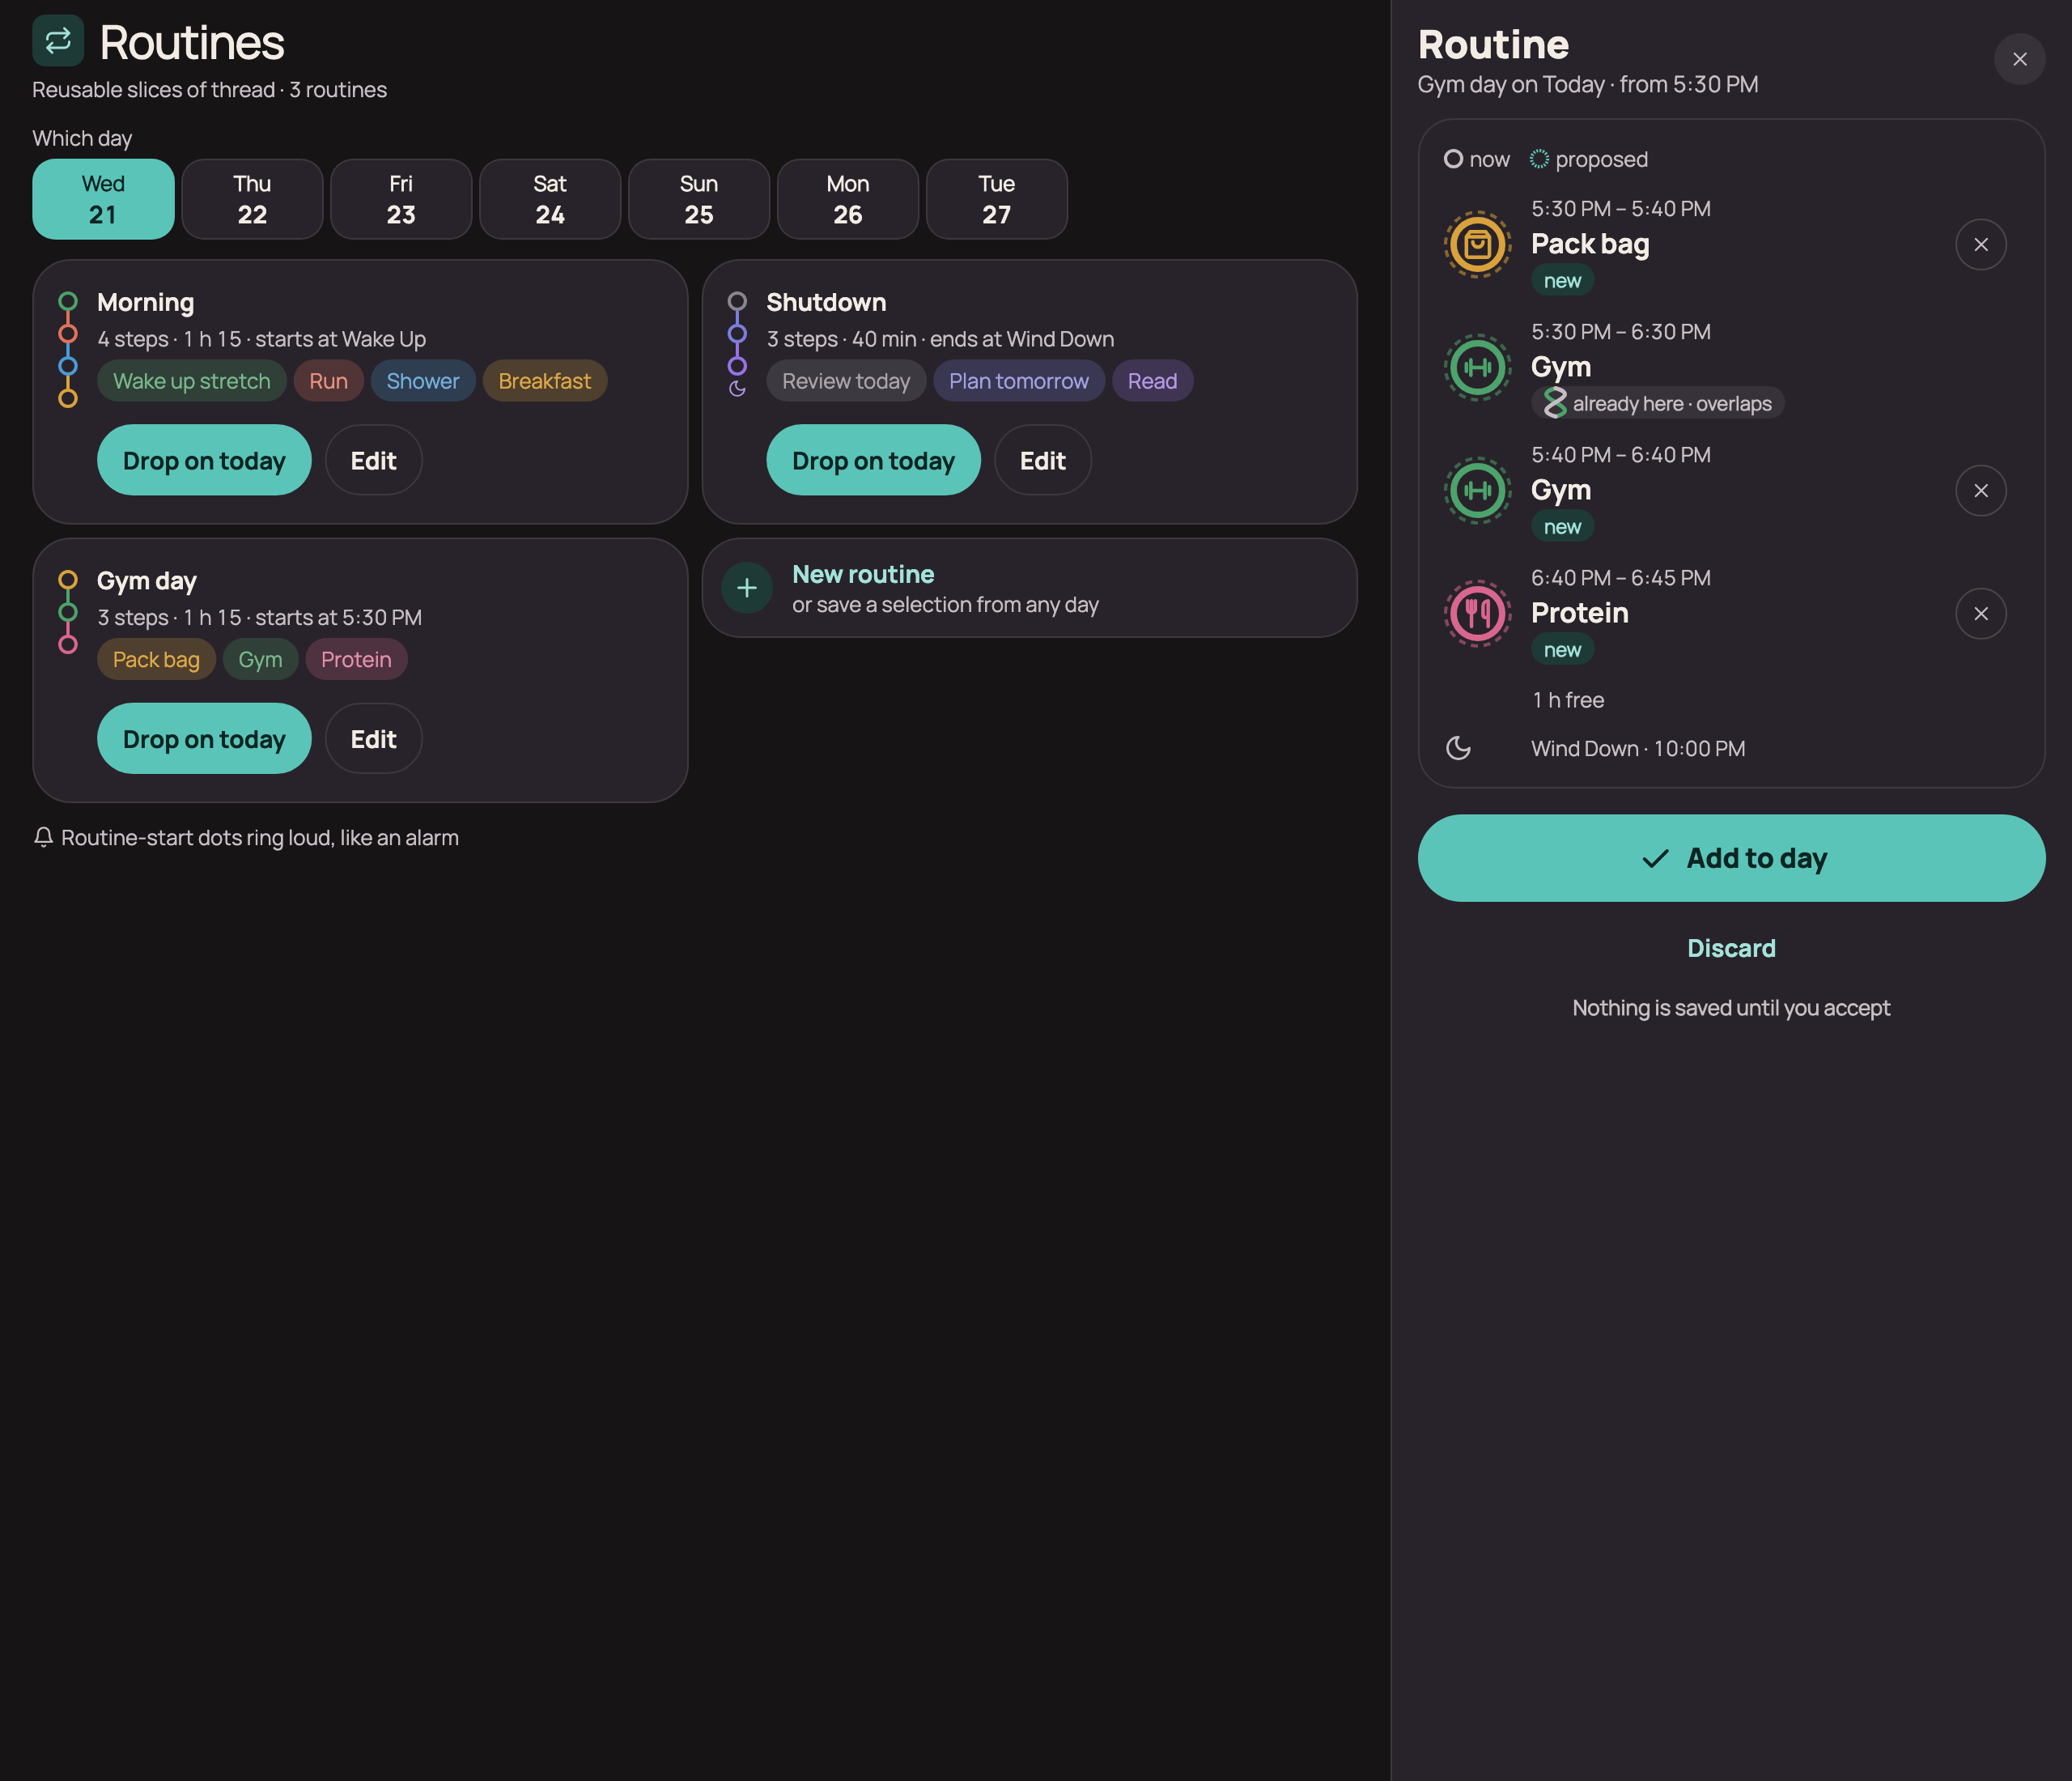 Routines
Reusable slices of thread · 3 routines
Which day
Wed
21
Thu
22
Fri
23
Sat
24
Sun
25
Mon
26
Tue
27
Morning
4 steps · 1 h 15 · starts at Wake Up
Wake up stretch Run Shower Breakfast
Drop on today Edit
Shutdown
3 steps · 40 min · ends at Wind Down
Review today Plan tomorrow Read
Drop on today Edit
Gym day
3 steps · 1 h 15 · starts at 5:30 PM
Pack bag Gym Protein
Drop on today Edit
New routine
or save a selection from any day
Routine-start dots ring loud, like an alarm
Routine
Gym day on Today · from 5:30 PM
now proposed
5:30 PM – 5:40 PM
Pack bag
new
5:30 PM – 6:30 PM
Gym
already here · overlaps
5:40 PM – 6:40 PM
Gym
new
6:40 PM – 6:45 PM
Protein
new
1 h free
Wind Down · 10:00 PM
Add to day
Discard
Nothing is saved until you accept